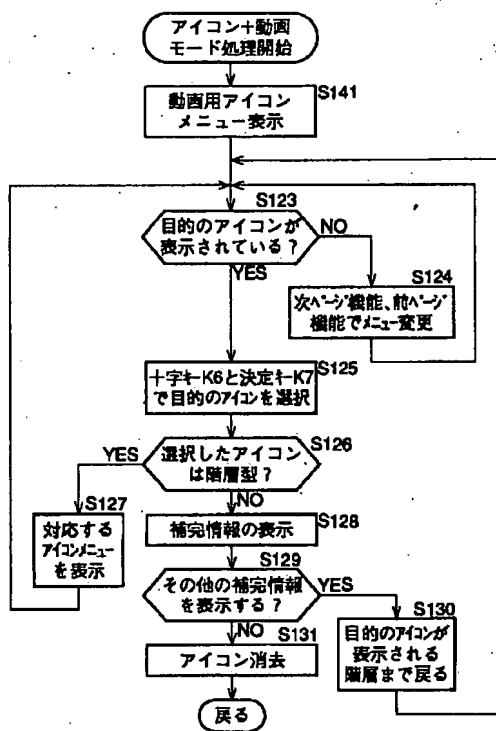 アイコン+動画
モード処理開始
S141
動画用アイコン
メニュー表示
S123
目的のアイコンが
表示されている?
NO
YES
S124
次ページ機能、前ページ
機能でメニュー変更
S125
十字キーK6と決定キーK7
で目的のアイコンを選択
S126
YES
選択したアイコン
は階層型?
NO
S127
対応する
アイコンメニュー
を表示
S128
補完情報の表示
S129
その他の補完情報
を表示する?
YES
NO
S130
目的のアイコンが
表示される
階層まで戻る
S131
アイコン消去
戻る